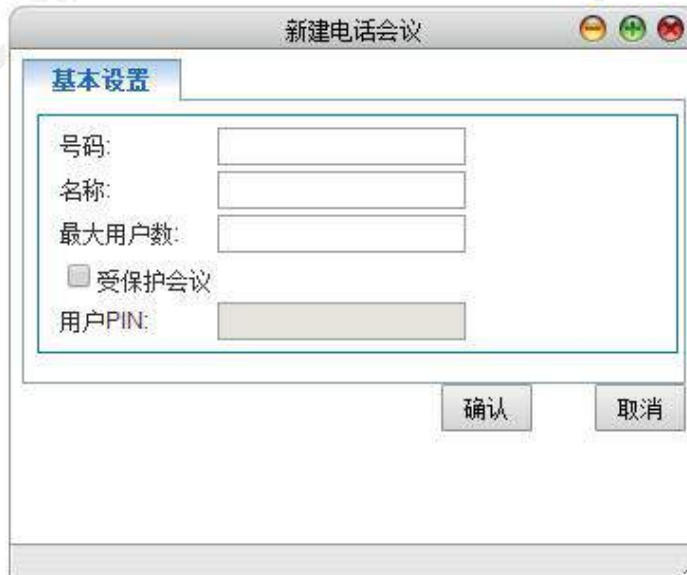 新建电话会议
基本设置
号码:
名称:
最大用户数:
受保护会议
用户PIN:
确认 取消